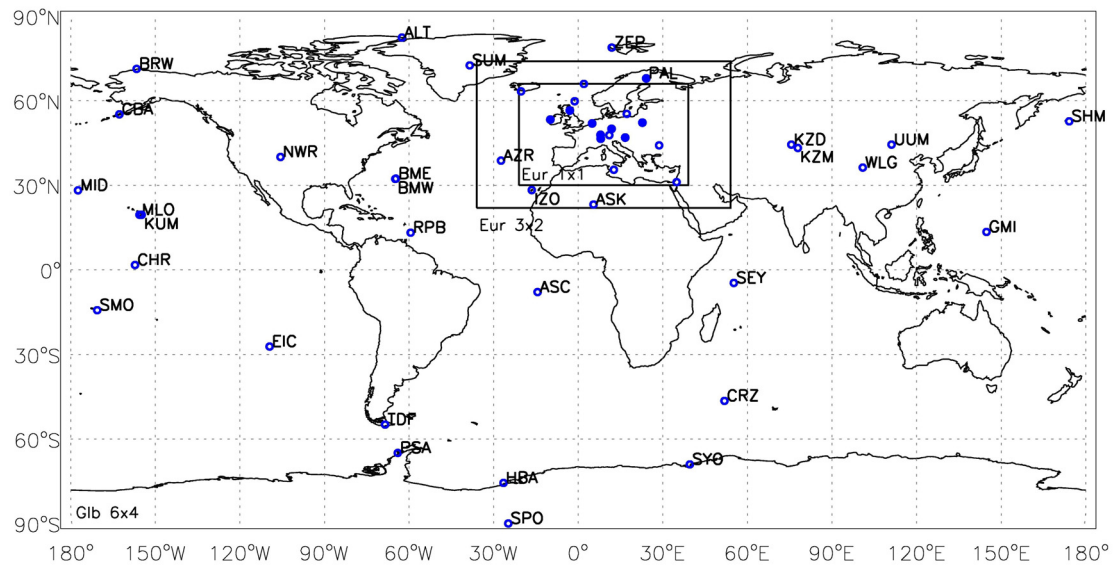 90°N
ALT
ZEP
BRW
SUM
PAL
60°N
CBA
SHM
NWR
KZD
UUM
KZM
AZR
WLG
BME
Eur 1x1
BMW
30°N
MID
IZO
ASK
MLO
KUM
Eur 3x2
RPB
GMI
CHR
0°
SEY
ASC
SMO
EIC
30°S
CRZ
TDF
60°S
PSA
SYO
HBA
Glb 6x4
SPO
90°S
180° 150°W 120°W 90°W 60°W 30°W 0° 30°E 60°E 90°E 120°E 150°E 180°